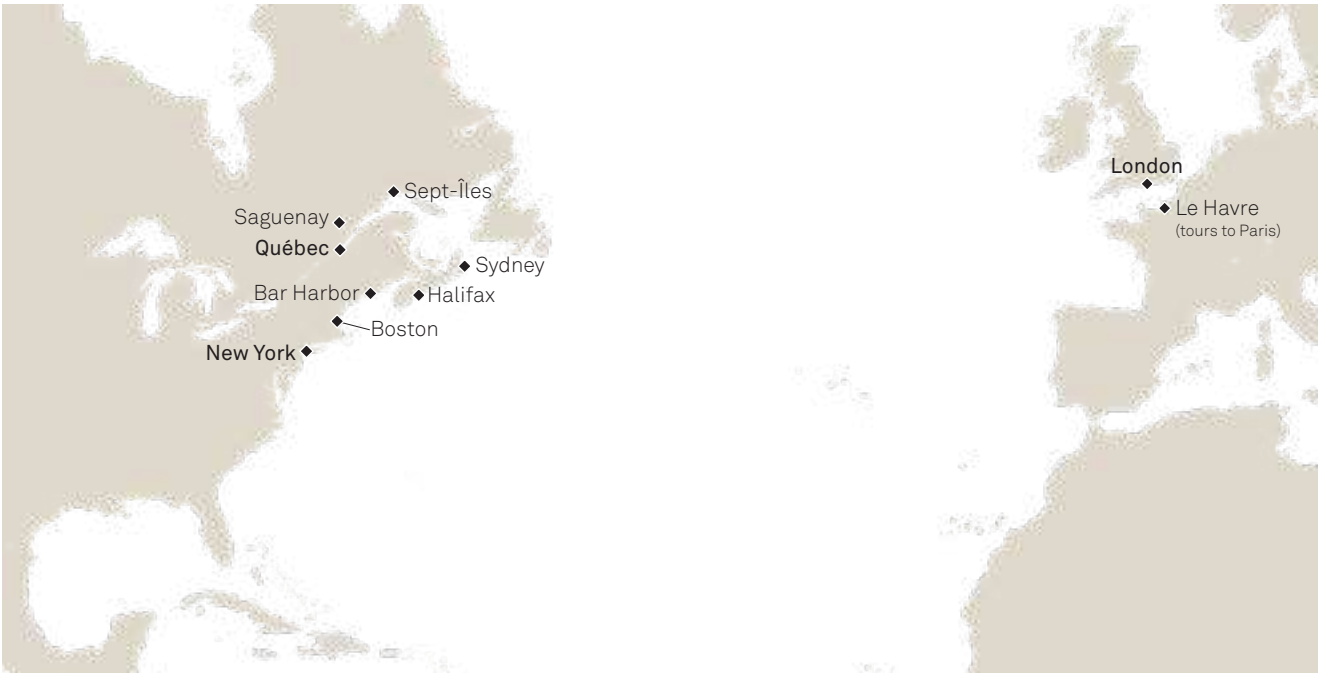 London
Sept-Îles
Le Havre
(tours to Paris)
Saguenay
Québec
Sydney
Bar Harbor
Halifax
Boston
New York